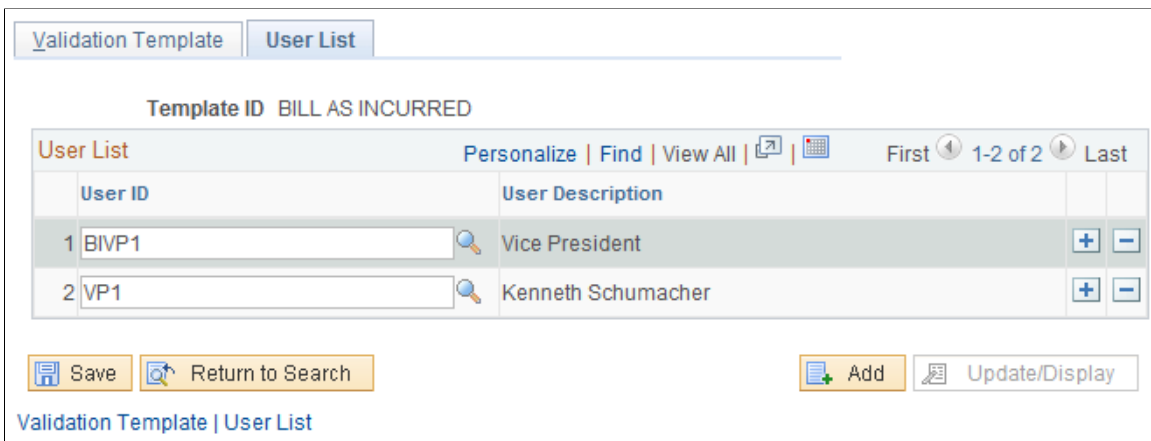 Validation Template User List
Template ID BILL AS INCURRED
User List Personalize | Find | View All | | First 1-2 of 2 Last
User ID User Description
1 BIVP1 Vice President
2 VP1 Kenneth Schumacher
Save Return to Search Add Update/Display
Validation Template | User List